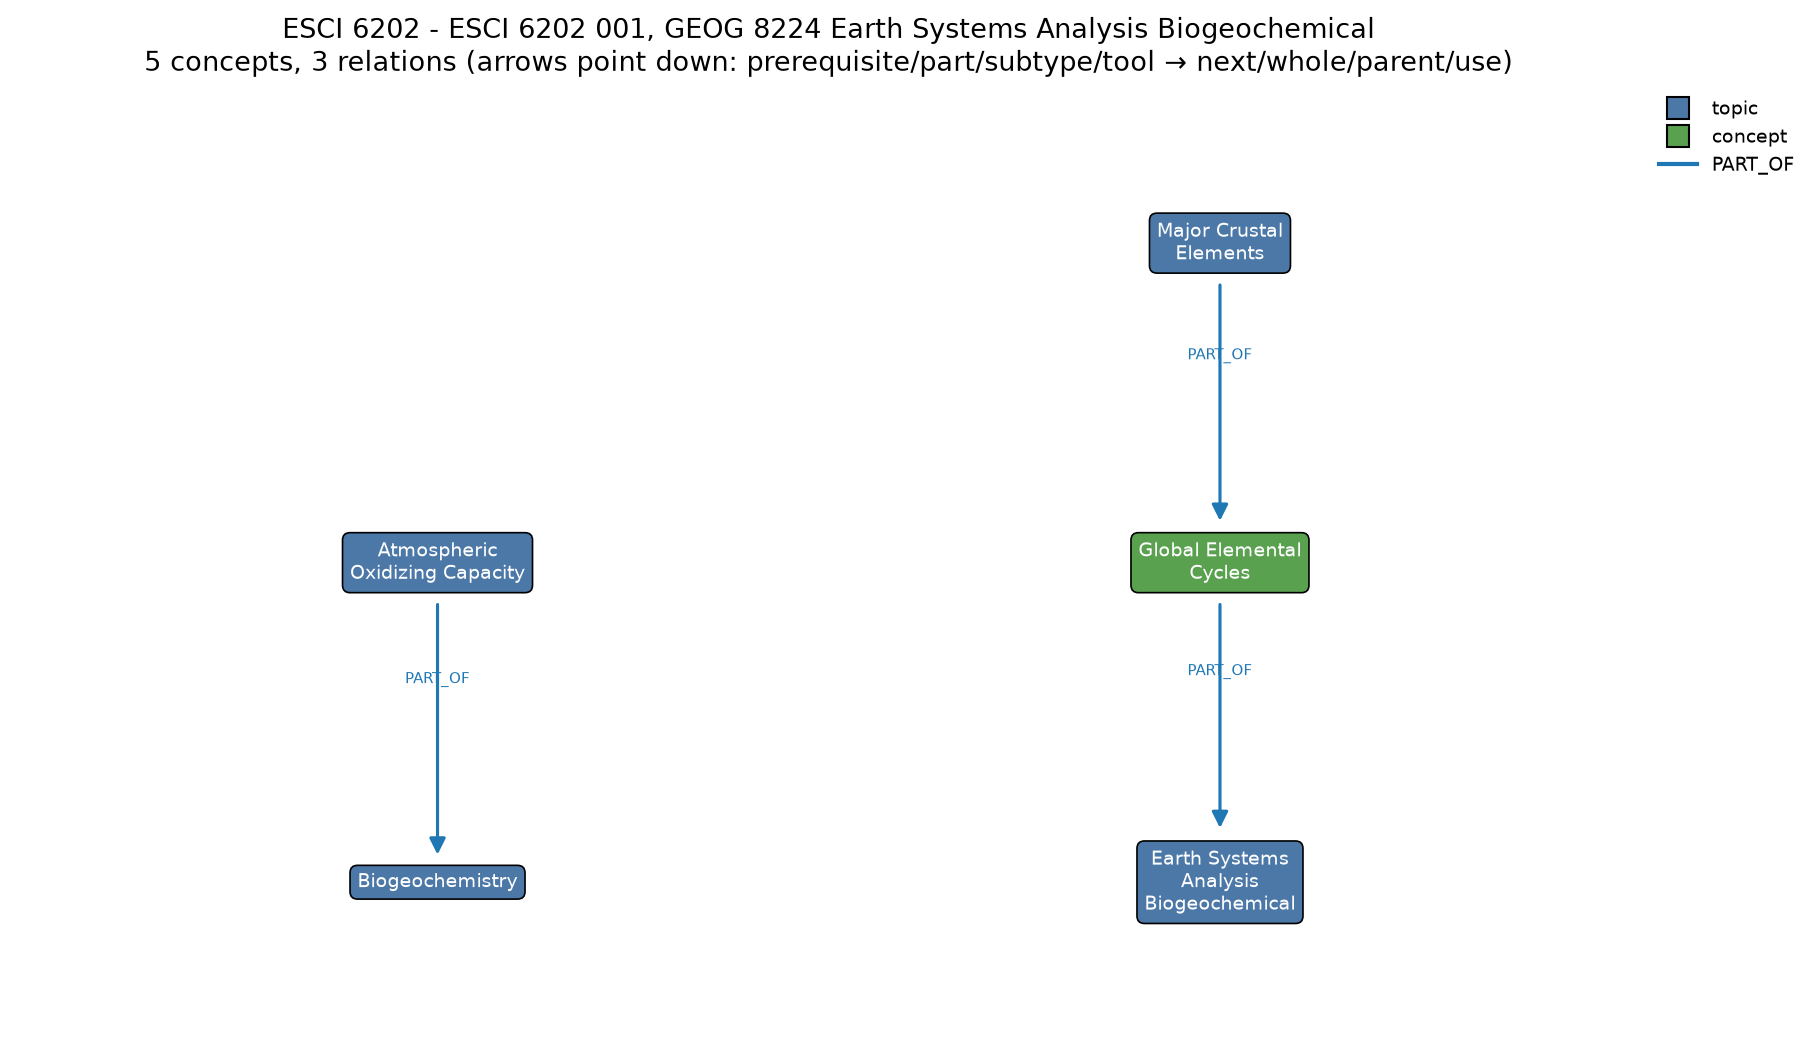 ESCI 6202 - ESCI 6202 001, GEOG 8224 Earth Systems Analysis Biogeochemical
5 concepts, 3 relations (arrows point down: prerequisite/part/subtype/tool → next/whole/parent/use)
topic
concept
PART_OF
Major Crustal
Elements
PART_OF
Atmospheric
Oxidizing Capacity
Global Elemental
Cycles
PART_OF
PART_OF
Biogeochemistry
Earth Systems
Analysis
Biogeochemical